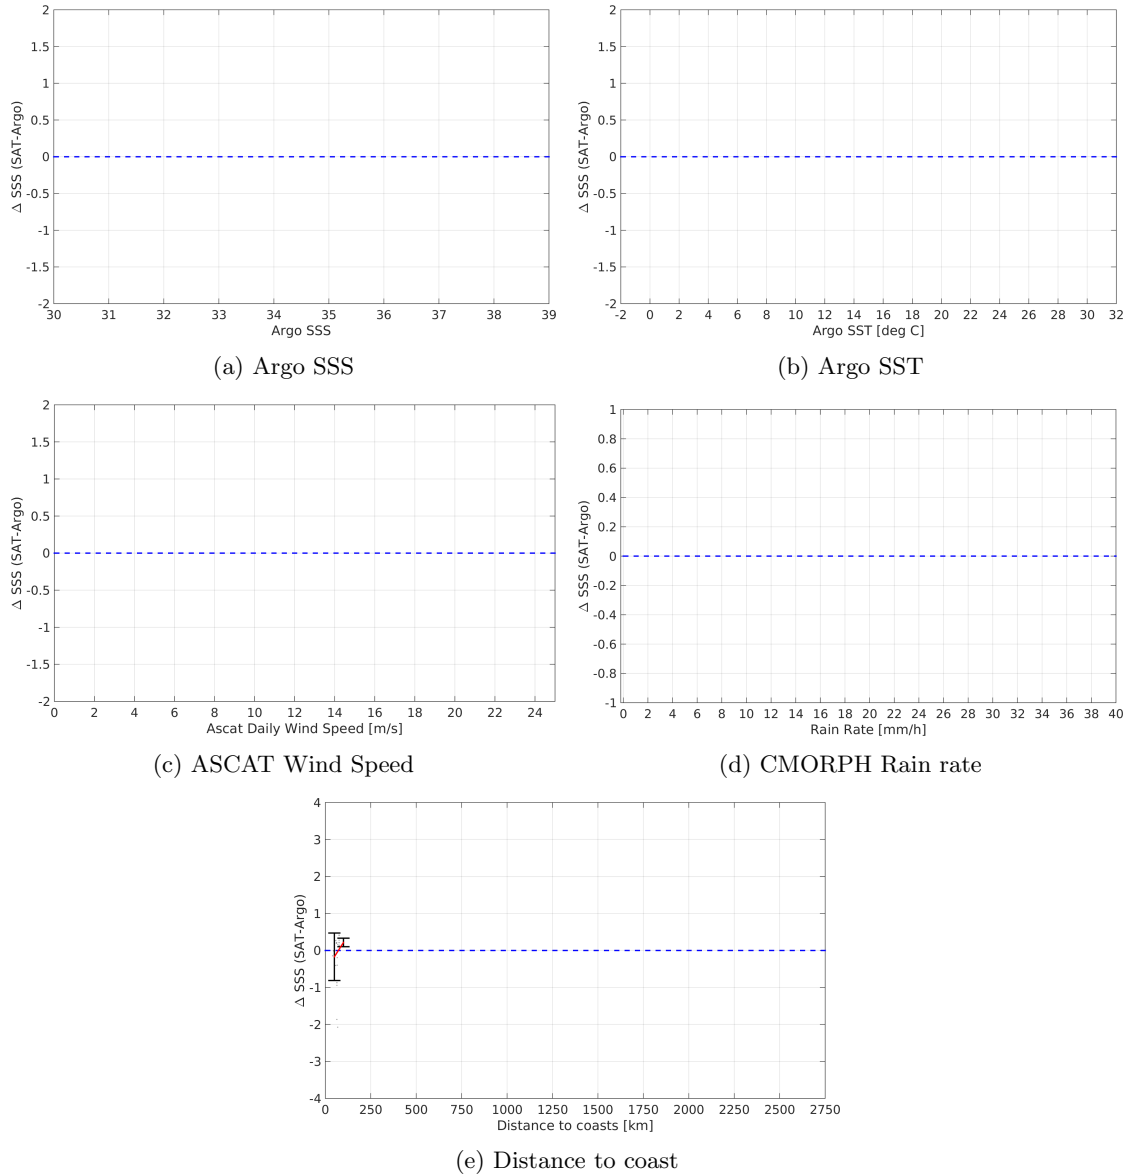 2
1.5
1
0.5
0
-0.5
-1
-1.5
-2
Δ SSS (SAT-Argo)
30 31 32 33 34 35 36 37 38 39
Argo SSS
(a) Argo SSS
2
1.5
1
0.5
0
-0.5
-1
-1.5
-2
Δ SSS (SAT-Argo)
-2 0 2 4 6 8 10 12 14 16 18 20 22 24 26 28 30 32
Argo SST [deg C]
(b) Argo SST
2
1.5
1
0.5
0
-0.5
-1
-1.5
-2
Δ SSS (SAT-Argo)
0 2 4 6 8 10 12 14 16 18 20 22 24
Ascat Daily Wind Speed [m/s]
(c) ASCAT Wind Speed
1
0.8
0.6
0.4
0.2
0
-0.2
-0.4
-0.6
-0.8
-1
Δ SSS (SAT-Argo)
0 2 4 6 8 10 12 14 16 18 20 22 24 26 28 30 32 34 36 38 40
Rain Rate [mm/h]
(d) CMORPH Rain rate
4
3
2
1
0
-1
-2
-3
-4
Δ SSS (SAT-Argo)
0 250 500 750 1000 1250 1500 1750 2000 2250 2500 2750
Distance to coasts [km]
(e) Distance to coast